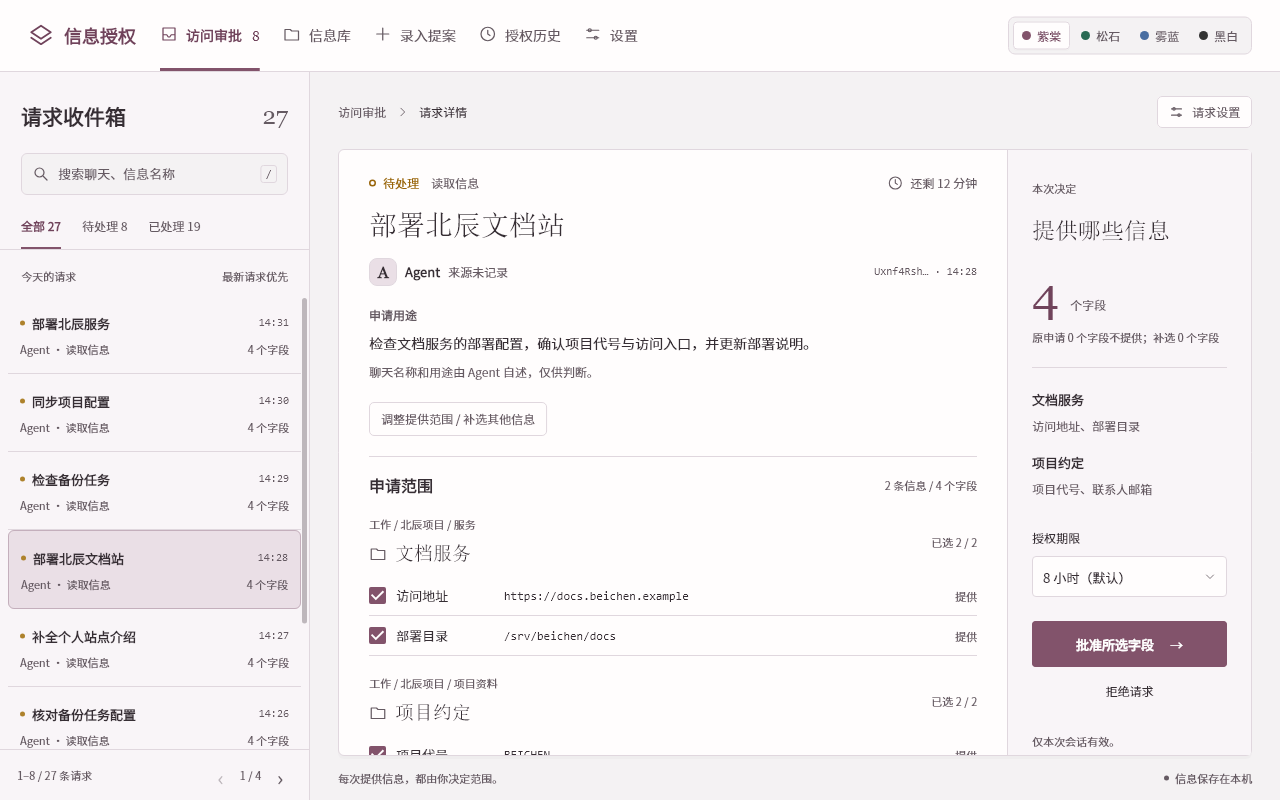 信息授权
访问审批 8
信息库
录入提案
授权历史
设置
紫棠
松石
雾蓝
黑白
请求收件箱 27
搜索聊天、信息名称 /
全部 27 待处理 8 已处理 19
今天的请求 最新请求优先
部署北辰服务 14:31
Agent · 读取信息 4 个字段
同步项目配置 14:30
Agent · 读取信息 4 个字段
检查备份任务 14:29
Agent · 读取信息 4 个字段
部署北辰文档站 14:28
Agent · 读取信息 4 个字段
补全个人站点介绍 14:27
Agent · 读取信息 4 个字段
核对备份任务配置 14:26
Agent · 读取信息 4 个字段
1–8 / 27 条请求 ‹ 1 / 4 ›
访问审批 > 请求详情
请求设置
待处理 读取信息 还剩 12 分钟
部署北辰文档站
A Agent 来源未记录 Uxnf4Rsh… · 14:28
申请用途
检查文档服务的部署配置，确认项目代号与访问入口，并更新部署说明。
聊天名称和用途由 Agent 自述，仅供判断。
调整提供范围 / 补选其他信息
申请范围 2 条信息 / 4 个字段
工作 / 北辰项目 / 服务
文档服务 已选 2 / 2
访问地址 https://docs.beichen.example 提供
部署目录 /srv/beichen/docs 提供
工作 / 北辰项目 / 项目资料
项目约定 已选 2 / 2
项目代号 BEICHEN 提供
本次决定
提供哪些信息
4 个字段
原申请 0 个字段不提供；补选 0 个字段
文档服务
访问地址、部署目录
项目约定
项目代号、联系人邮箱
授权期限
8 小时（默认）
批准所选字段 →
拒绝请求
仅本次会话有效。
每次提供信息，都由你决定范围。
信息保存在本机